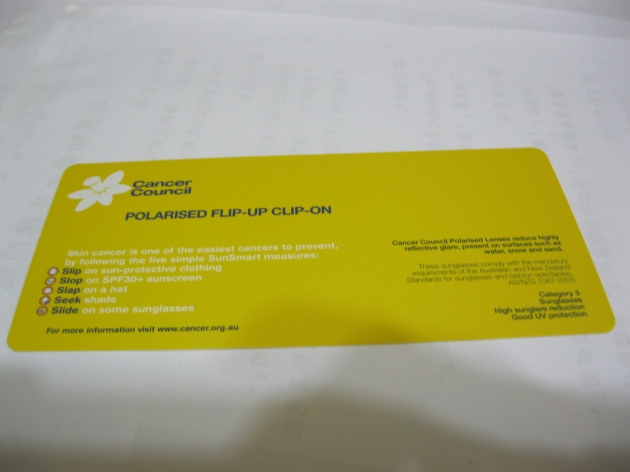 Cancer
Council
POLARISED FLIP-UP CLIP-ON
Skin cancer is one of the easiest cancers to prevent,
by following the five simple SunSmart measures:
Slip on sun-protective clothing
Slop on SPF30+ sunscreen
Slap on a hat
Seek shade
Slide on some sunglasses
For more information visit www.cancer.org.au
Cancer Council Polarised Lenses reduce highly
reflective glare, present on surfaces such as
water, snow and sand.
These sunglasses comply with the mandatory
requirements of the Australian and New Zealand
Standards for sunglasses and fashion spectacles.
AS/NZS 1067:2003
Category 3
Sunglasses
High sunglare reduction
Good UV protection